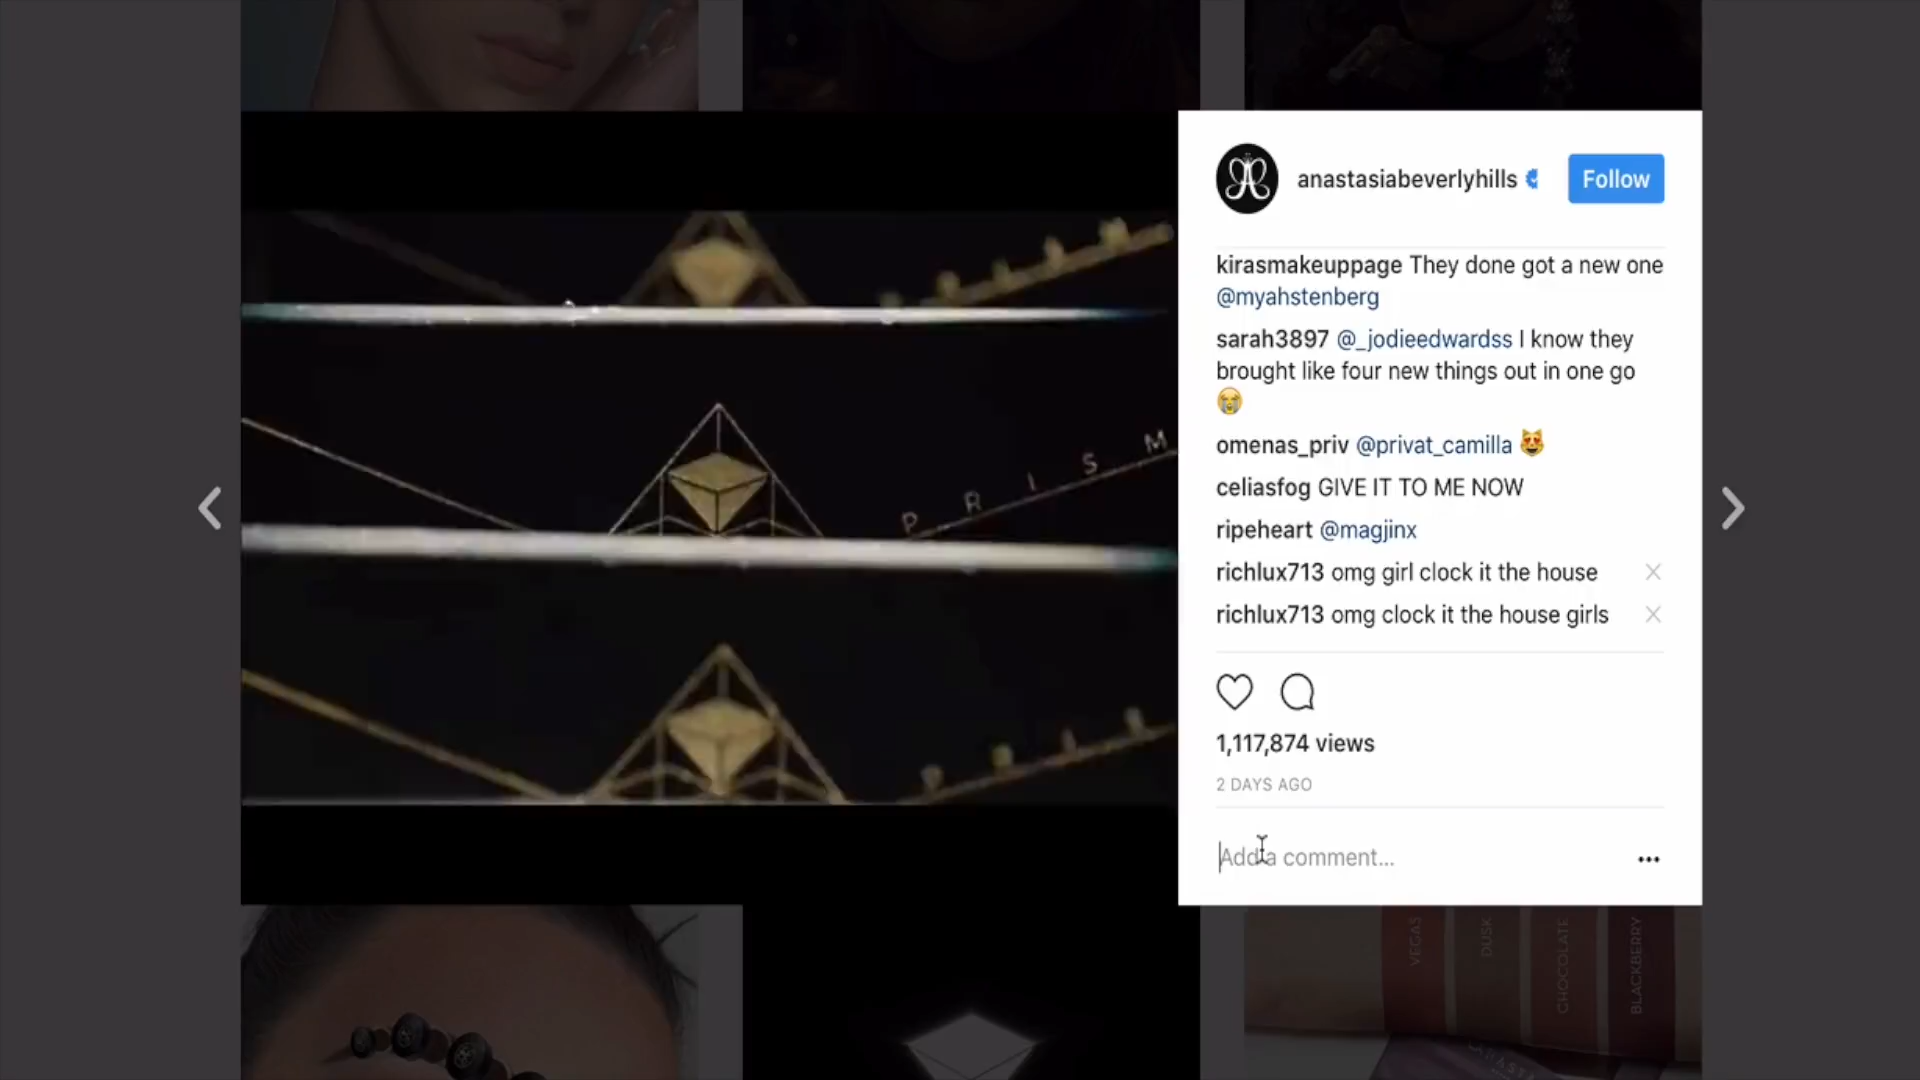 anastasiabeverlyhills
Follow
kirasmakeuppage They done got a new one
@myahstenberg
sarah3897 @_jodieedwardss I know they
brought like four new things out in one go
😭
omenas_priv @privat_camilla 😻
celiasfog GIVE IT TO ME NOW
ripeheart @magjinx
richlux713 omg girl clock it the house
richlux713 omg clock it the house girls
1,117,874 views
2 DAYS AGO
Add a comment...
P R I S M
VEGAS
DUSK
CHOCOLATE
BLACKBERRY